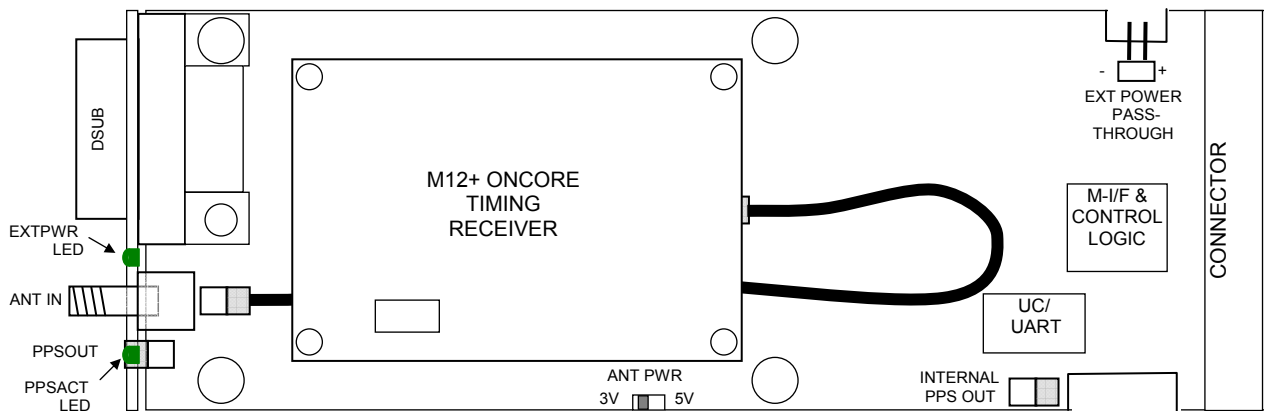 DSUB
EXTPWR
LED
ANT IN
PPSOUT
PPSACT
LED
M12+ ONCORE
TIMING
RECEIVER
ANT PWR
3V 5V
- +
EXT POWER
PASS-
THROUGH
M-I/F &
CONTROL
LOGIC
UC/
UART
INTERNAL
PPS OUT
CONNECTOR